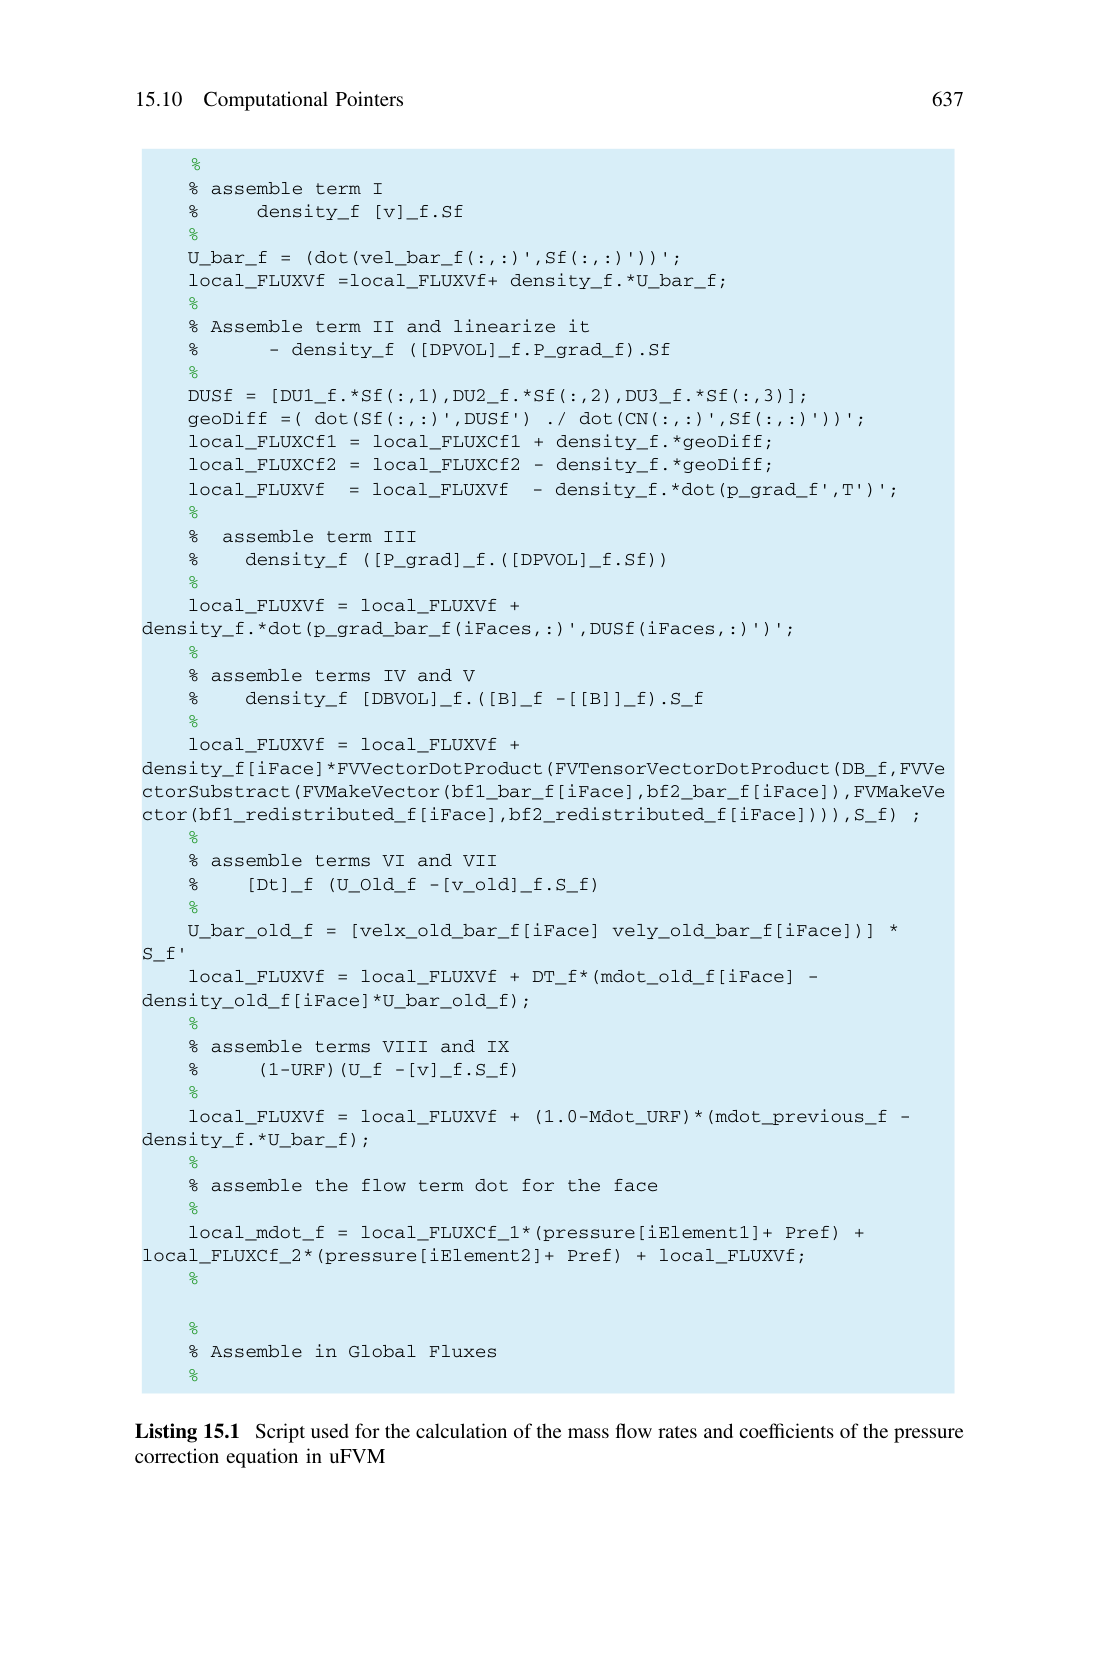 15.10 Computational Pointers 637
%
% assemble term I
% density_f [v]_f.Sf
%
U_bar_f = (dot(vel_bar_f(:,:)',Sf(:,:)'))';
local_FLUXVf =local_FLUXVf+ density_f.*U_bar_f;
%
% Assemble term II and linearize it
% - density_f ([DPVOL]_f.P_grad_f).Sf
%
DUSf = [DU1_f.*Sf(:,1),DU2_f.*Sf(:,2),DU3_f.*Sf(:,3)];
geoDiff =( dot(Sf(:,:)',DUSf') ./ dot(CN(:,:)',Sf(:,:)'))';
local_FLUXCf1 = local_FLUXCf1 + density_f.*geoDiff;
local_FLUXCf2 = local_FLUXCf2 - density_f.*geoDiff;
local_FLUXVf = local_FLUXVf - density_f.*dot(p_grad_f',T')';
%
% assemble term III
% density_f ([P_grad]_f.([DPVOL]_f.Sf))
%
local_FLUXVf = local_FLUXVf +
density_f.*dot(p_grad_bar_f(iFaces,:)',DUSf(iFaces,:)')';
%
% assemble terms IV and V
% density_f [DBVOL]_f.([B]_f -[[B]]_f).S_f
%
local_FLUXVf = local_FLUXVf +
density_f[iFace]*FVVectorDotProduct(FVTensorVectorDotProduct(DB_f,FVVe
ctorSubstract(FVMakeVector(bf1_bar_f[iFace],bf2_bar_f[iFace]),FVMakeVe
ctor(bf1_redistributed_f[iFace],bf2_redistributed_f[iFace]))),S_f) ;
%
% assemble terms VI and VII
% [Dt]_f (U_Old_f -[v_old]_f.S_f)
%
U_bar_old_f = [velx_old_bar_f[iFace] vely_old_bar_f[iFace])] *
S_f'
local_FLUXVf = local_FLUXVf + DT_f*(mdot_old_f[iFace] -
density_old_f[iFace]*U_bar_old_f);
%
% assemble terms VIII and IX
% (1-URF)(U_f -[v]_f.S_f)
%
local_FLUXVf = local_FLUXVf + (1.0-Mdot_URF)*(mdot_previous_f -
density_f.*U_bar_f);
%
% assemble the flow term dot for the face
%
local_mdot_f = local_FLUXCf_1*(pressure[iElement1]+ Pref) +
local_FLUXCf_2*(pressure[iElement2]+ Pref) + local_FLUXVf;
%
%
% Assemble in Global Fluxes
%
Listing 15.1 Script used for the calculation of the mass flow rates and coefficients of the pressure
correction equation in uFVM